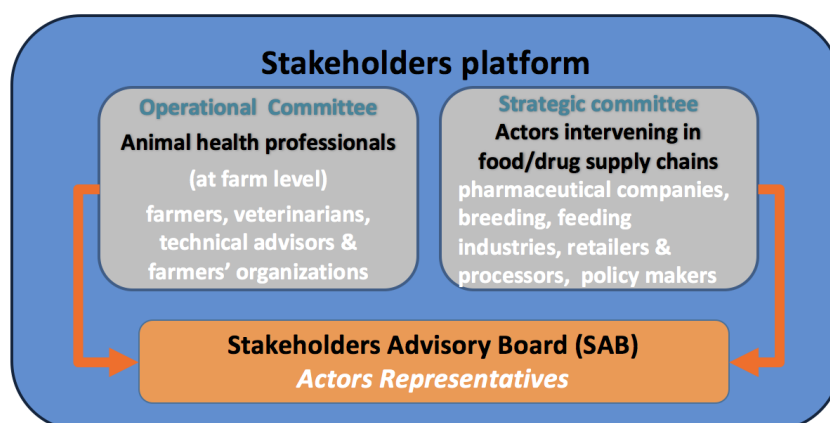 Stakeholders platform
Operational Committee
Animal health professionals
(at farm level)
farmers, veterinarians,
technical advisors &
farmers’ organizations
Strategic committee
Actors intervening in
food/drug supply chains
pharmaceutical companies,
breeding, feeding
industries, retailers &
processors, policy makers
Stakeholders Advisory Board (SAB)
Actors Representatives